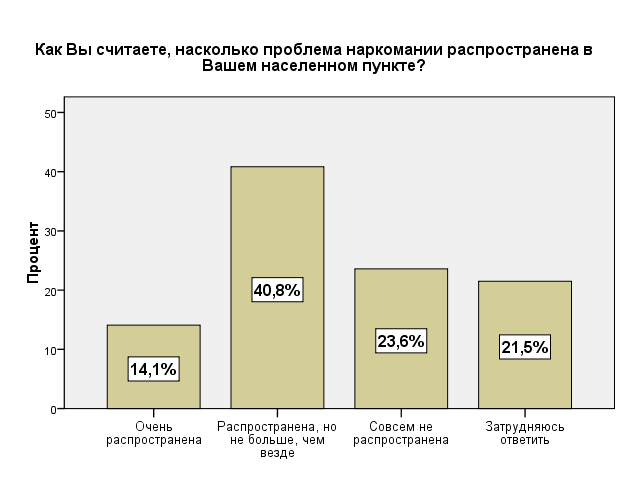 Как Вы считаете, насколько проблема наркомании распространена в
Вашем населенном пункте?
Процент
50
40
30
20
10
0
14,1%
40,8%
23,6%
21,5%
Очень
распространена
Распространена, но
не больше, чем
везде
Совсем не
распространена
Затрудняюсь
ответить